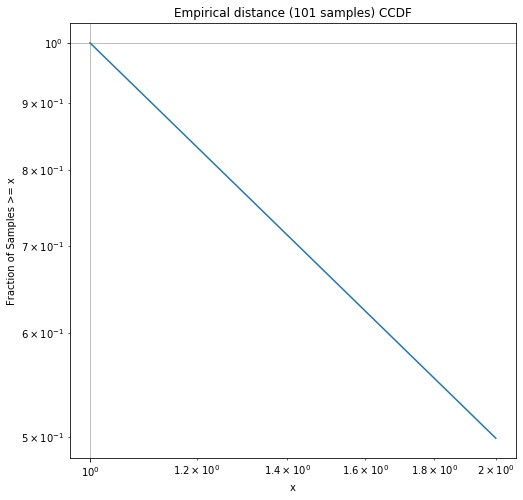 Empirical distance (101 samples) CCDF
10⁰
9 × 10⁻¹
8 × 10⁻¹
7 × 10⁻¹
6 × 10⁻¹
5 × 10⁻¹
Fraction of Samples >= x
10⁰ 1.2 × 10⁰ 1.4 × 10⁰ 1.6 × 10⁰ 1.8 × 10⁰ 2 × 10⁰
x